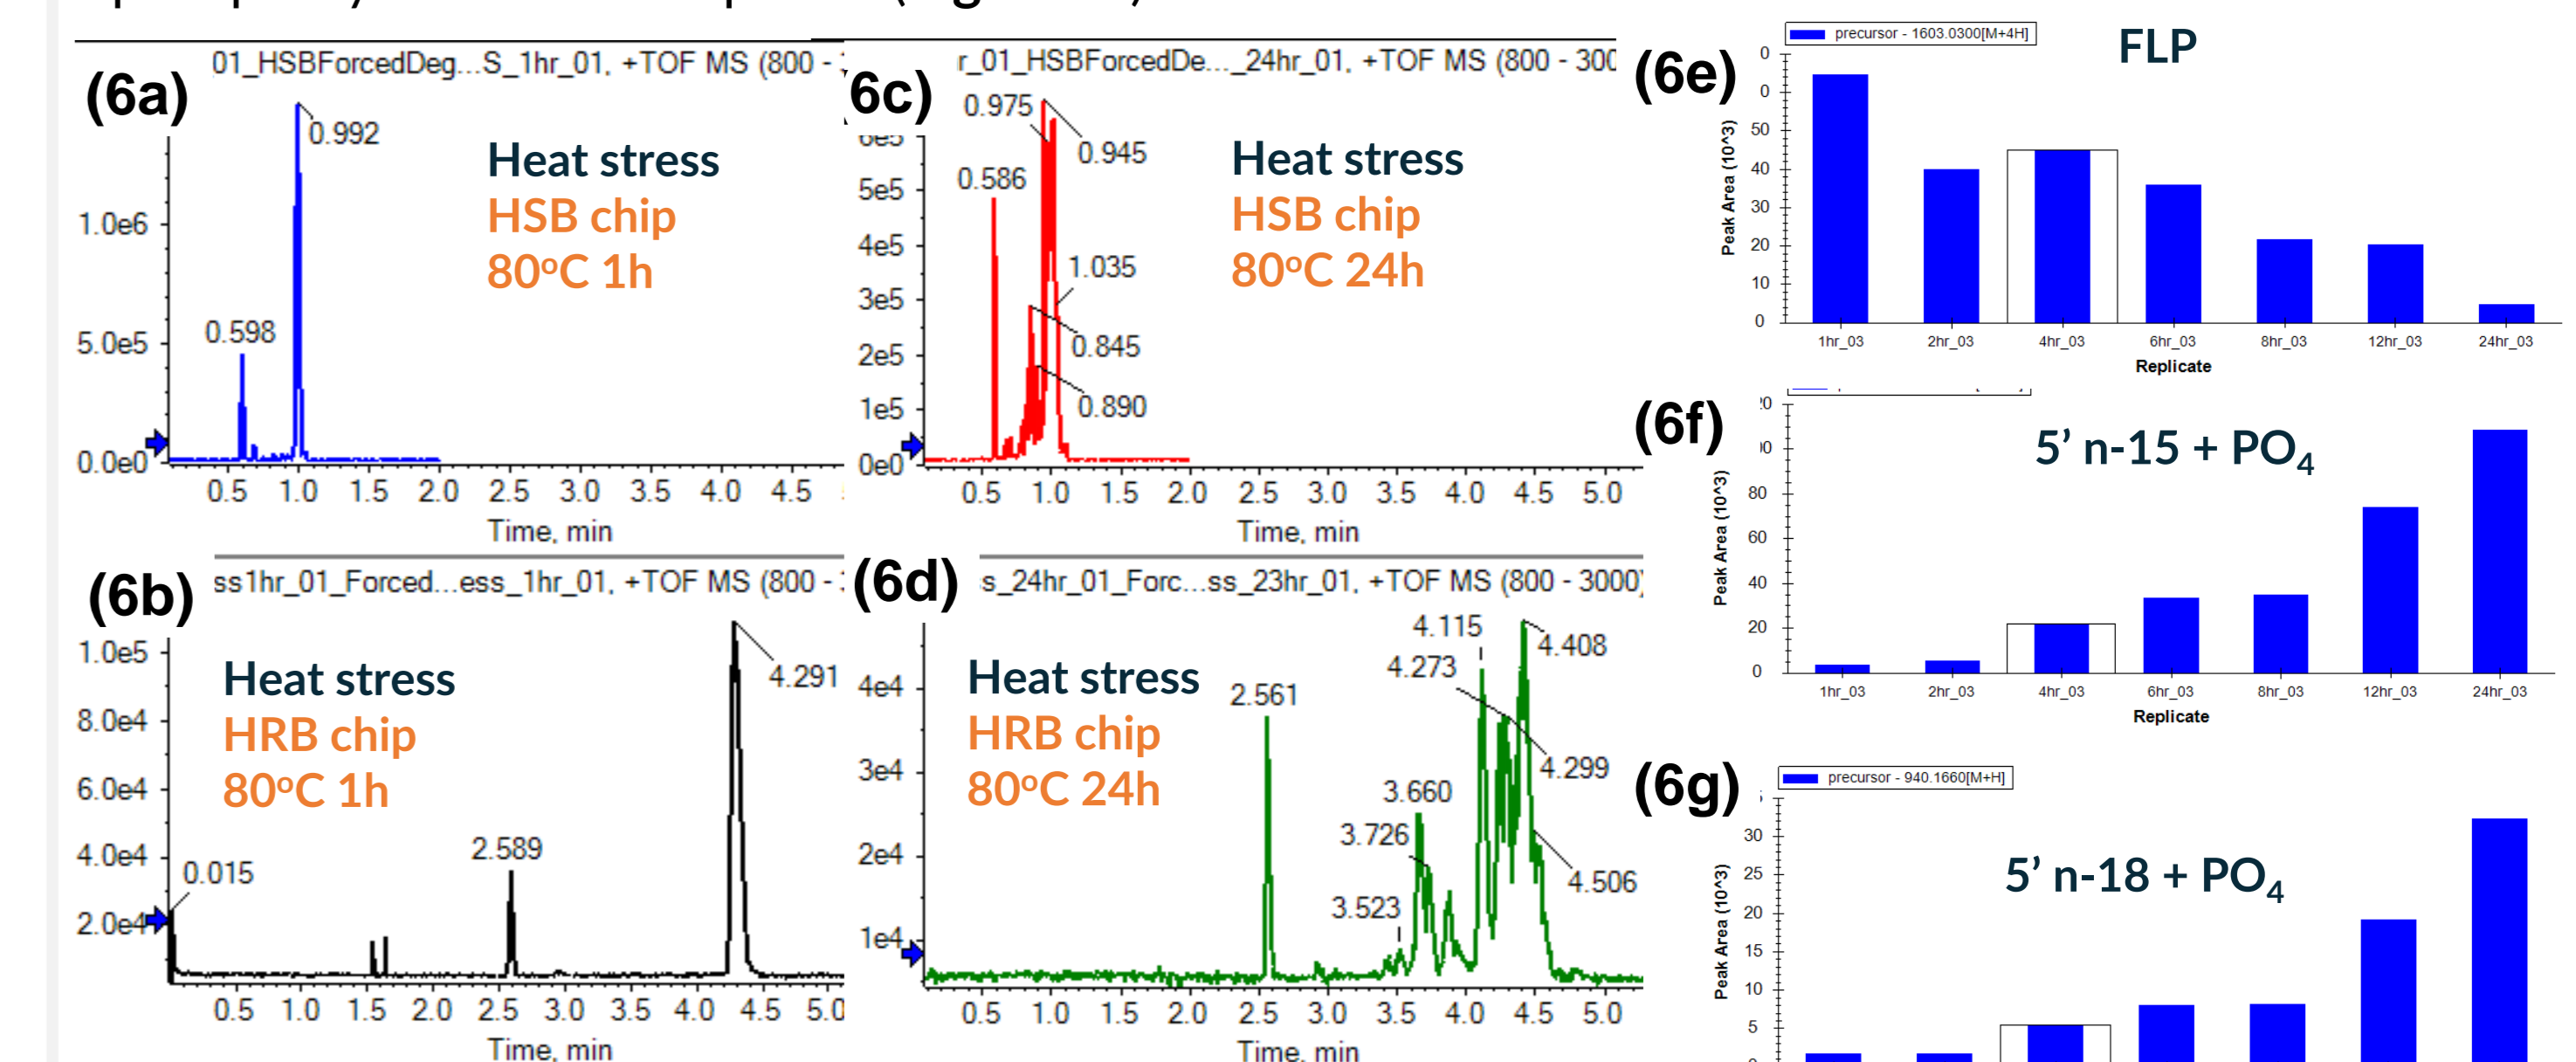 (6a)
01_HSBForcedDeg...S_1hr_01, +TOF MS (800 -
0.992
Heat stress
HSB chip
80°C 1h
1.0e6
0.598
5.0e5
0.0e0
0.5 1.0 1.5 2.0 2.5 3.0 3.5 4.0 4.5
Time, min
(6b)
ss1hr_01_Forced...ess_1hr_01, +TOF MS (800 -
1.0e5
Heat stress
HRB chip
80°C 1h
4.291
8.0e4
6.0e4
4.0e4
2.589
0.015
2.0e4
0.5 1.0 1.5 2.0 2.5 3.0 3.5 4.0 4.5 5.0
Time, min
6c)
r_01_HSBForcedDe..._24hr_01, +TOF MS (800 - 300
0.975
0.945
0.586
Heat stress
HSB chip
80°C 24h
6e5
5e5
4e5
1.035
3e5
0.845
2e5
0.890
1e5
0e0
0.5 1.0 1.5 2.0 2.5 3.0 3.5 4.0 4.5 5.0
Time, min
(6d)
s_24hr_01_Forc...ss_23hr_01, +TOF MS (800 - 3000)
4.115
4.408
4.273
Heat stress
HRB chip
80°C 24h
2.561
4e4
4.299
3e4
3.660
3.726
2e4
4.506
3.523
1e4
0.5 1.0 1.5 2.0 2.5 3.0 3.5 4.0 4.5 5.0
Time, min
(6e)
precursor - 1603.0300[M+4H]
FLP
0
0
50
40
30
20
10
0
Peak Area (10^3)
1hr_03 2hr_03 4hr_03 6hr_03 8hr_03 12hr_03 24hr_03
Replicate
(6f)
5’ n-15 + PO₄
20
00
80
60
40
20
0
Peak Area (10^3)
1hr_03 2hr_03 4hr_03 6hr_03 8hr_03 12hr_03 24hr_03
Replicate
(6g)
precursor - 940.1660[M+H]
5’ n-18 + PO₄
30
25
20
15
10
5
Peak Area (10^3)